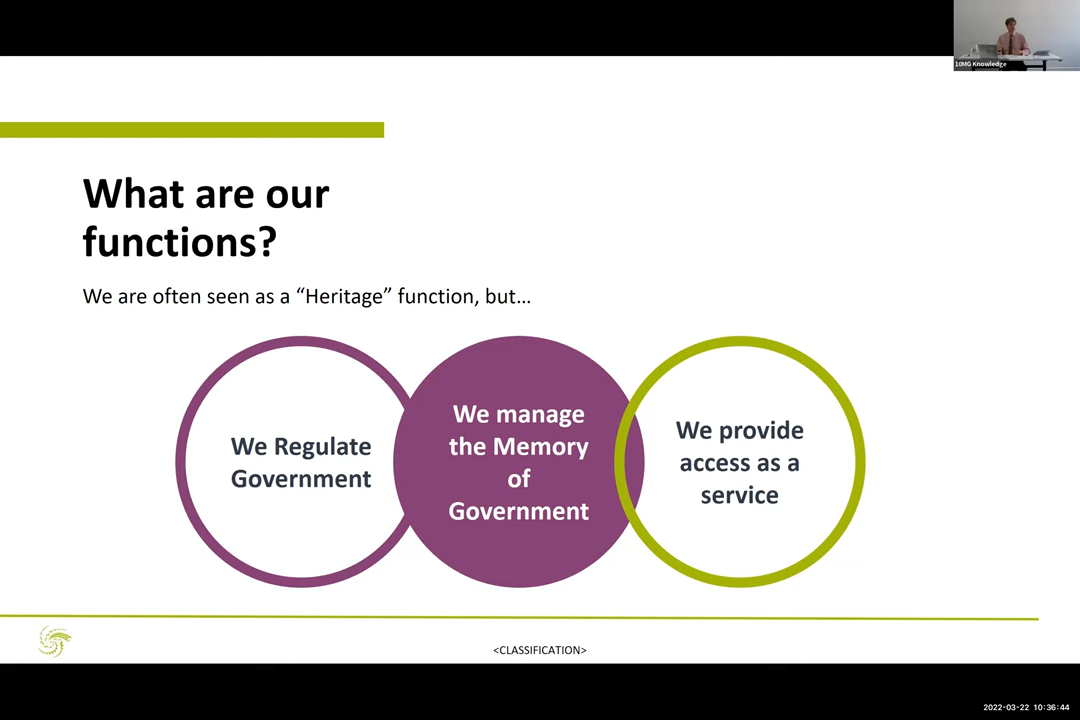 10MG Knowledge
What are our
functions?
We are often seen as a “Heritage” function, but…
We Regulate
Government
We manage
the Memory
of
Government
We provide
access as a
service
<CLASSIFICATION>
2022-03-22 10:36:44